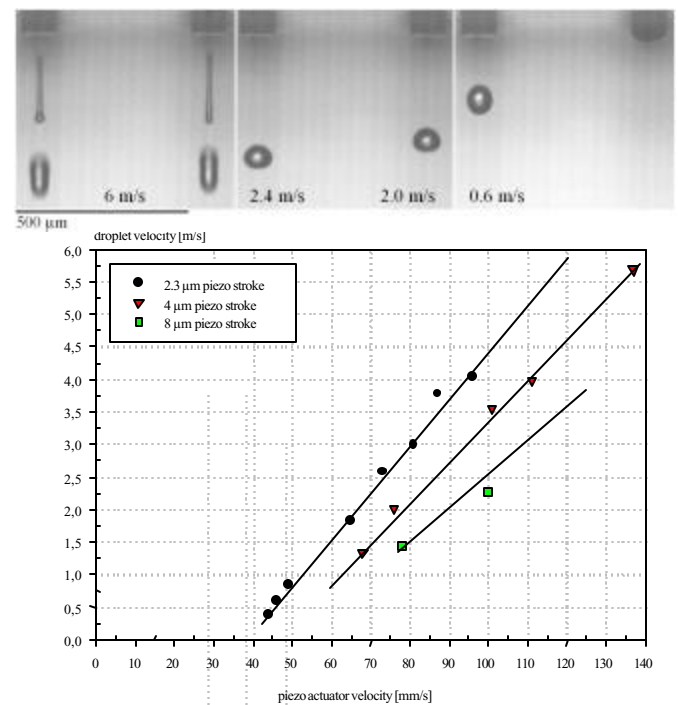 6 m/s
2.4 m/s
2.0 m/s
0.6 m/s
500 µm
droplet velocity [m/s]
6,0
5,5
5,0
4,5
4,0
3,5
3,0
2,5
2,0
1,5
1,0
0,5
0,0
2.3 µm piezo stroke
4 µm piezo stroke
8 µm piezo stroke
0 10 20 30 40 50 60 70 80 90 100 110 120 130 140
piezo actuator velocity [mm/s]